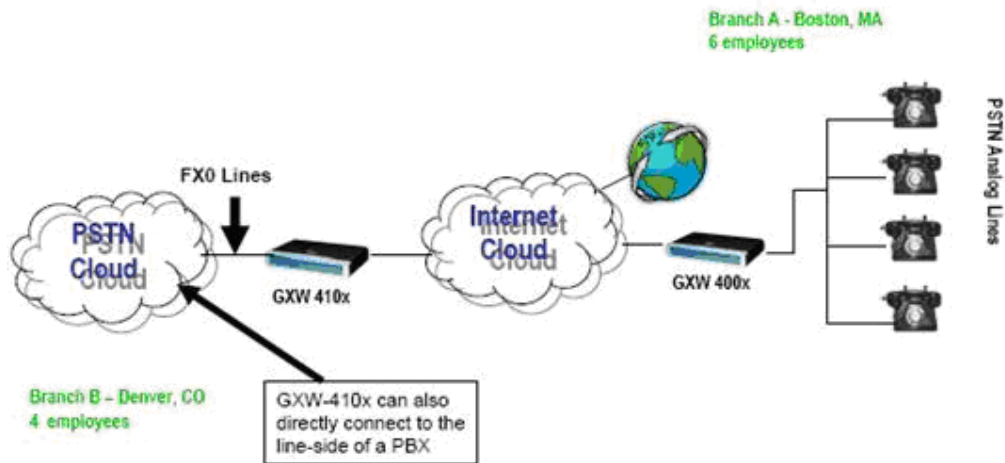 Branch A - Boston, MA
6 employees
PSTN Analog Lines
FX0 Lines
PSTN
Cloud
Internet
Cloud
GXW 410x
GXW 400x
Branch B – Denver, CO
4 employees
GXW-410x can also
directly connect to the
line-side of a PBX